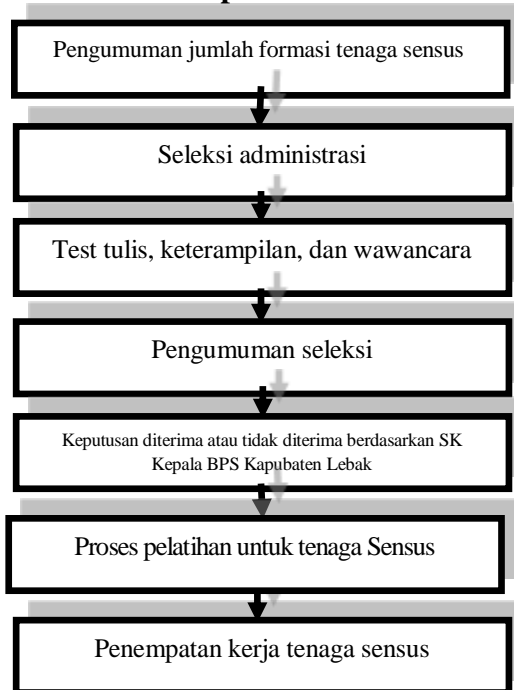 Pengumuman jumlah formasi tenaga sensus
Seleksi administrasi
Test tulis, keterampilan, dan wawancara
Pengumuman seleksi
Keputusan diterima atau tidak diterima berdasarkan SK
Kepala BPS Kapubaten Lebak
Proses pelatihan untuk tenaga Sensus
Penempatan kerja tenaga sensus